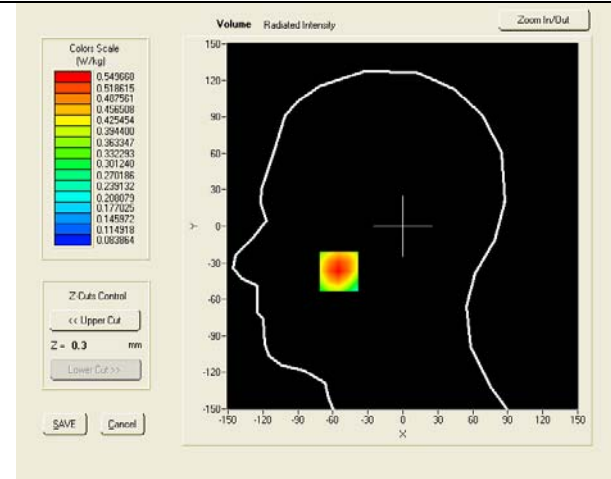 Volume Radiated Intensity
Zoom In/Out
Colors Scale
(W/kg)
0.549668
0.518615
0.487561
0.456508
0.425454
0.394400
0.363347
0.332293
0.301240
0.270186
0.239132
0.208079
0.177025
0.145972
0.114918
0.083864
Z-Cuts Control
<< Upper Cut
Z = 0.3 mm
Lower Cut >>
SAVE Cancel
150
120
90
60
30
0
-30
-60
-90
-120
-150
Y
-150 -120 -90 -60 -30 0 30 60 90 120 150
X